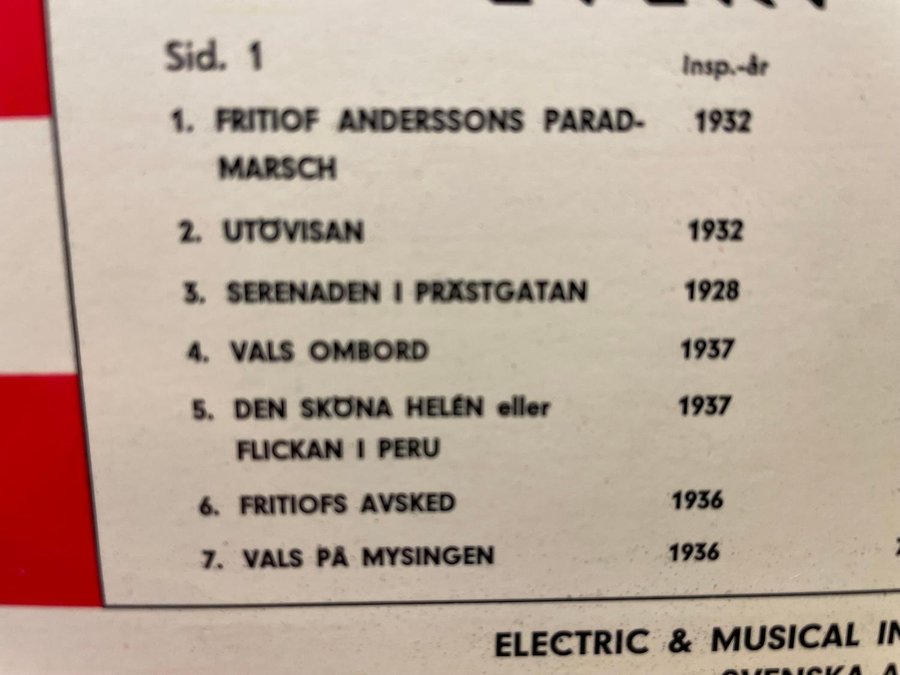 Sid. 1 Insp.-år
1. FRITIOF ANDERSSONS PARAD- 1932
MARSCH
2. UTÖVISAN 1932
3. SERENADEN I PRÄSTGATAN 1928
4. VALS OMBORD 1937
5. DEN SKÖNA HELÉN eller 1937
FLICKAN I PERU
6. FRITIOFS AVSKED 1936
7. VALS PÅ MYSINGEN 1936
ELECTRIC & MUSICAL IN
SVENSKA A